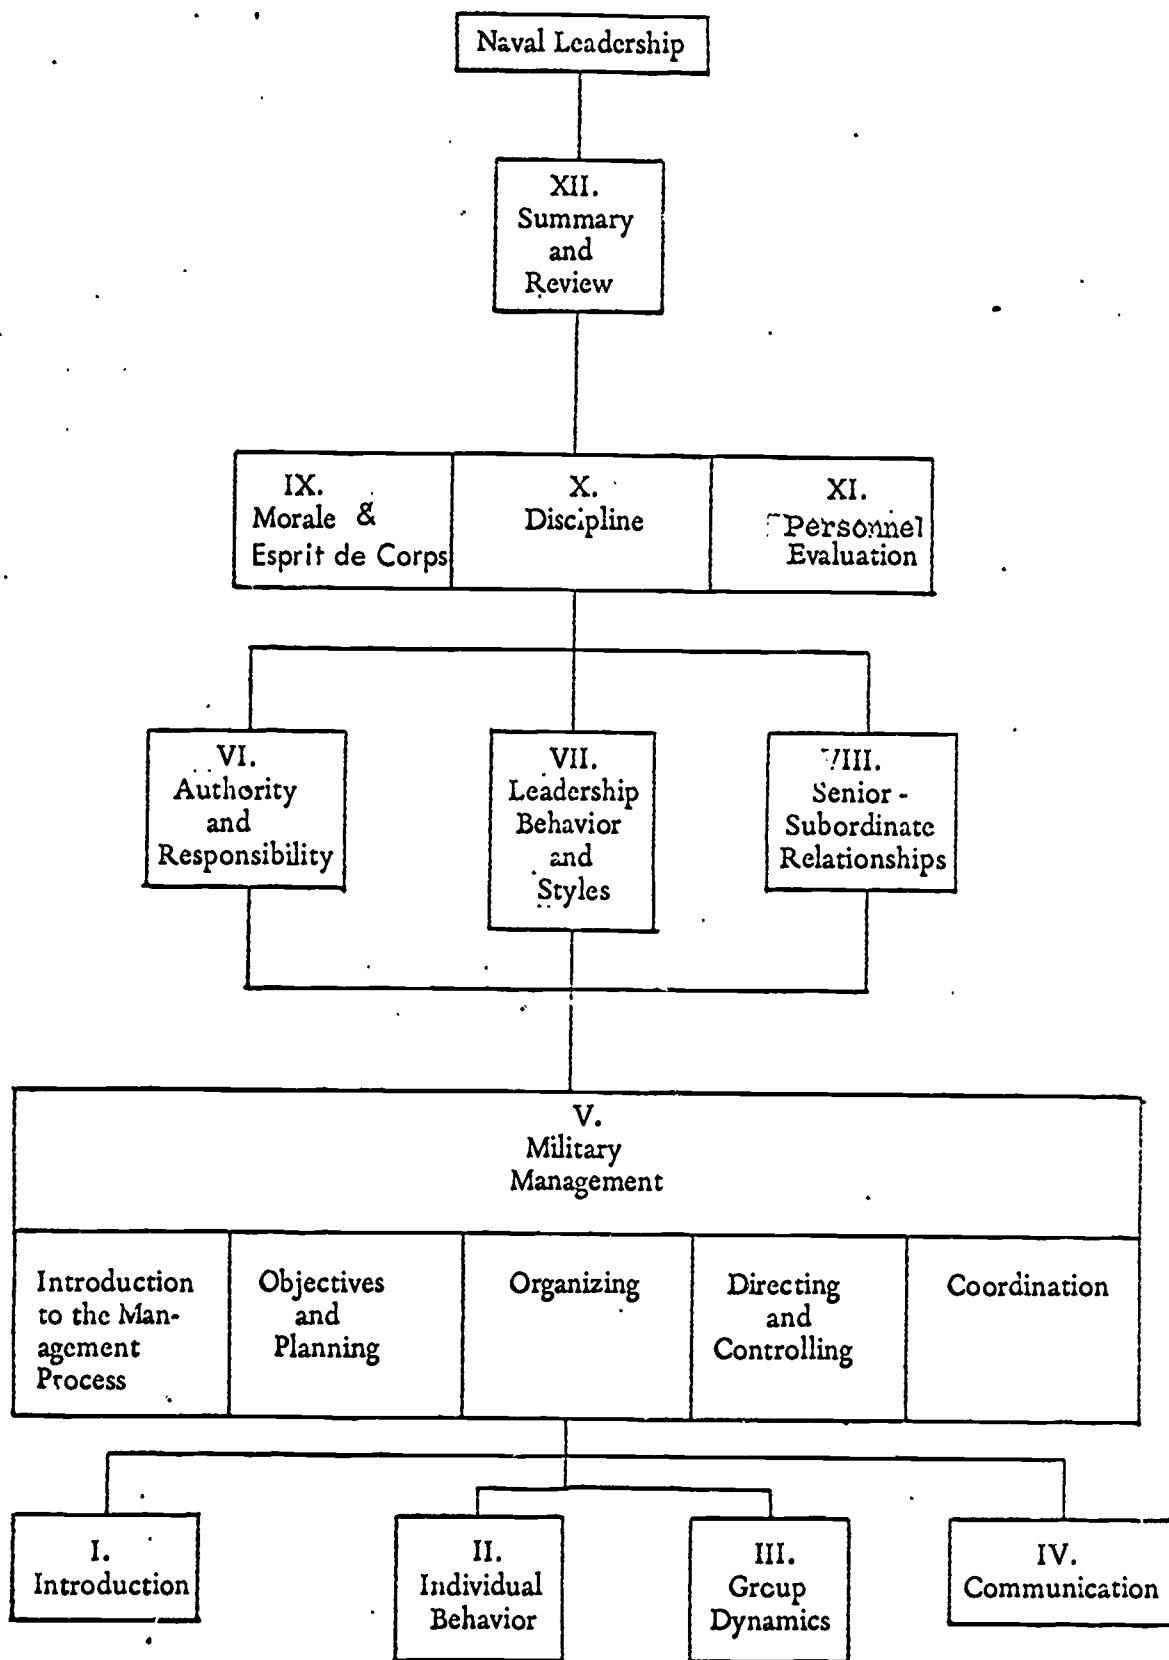 Naval Leadership
XII.
Summary
and
Review
IX.
Morale &
Esprit de Corps
X.
Discipline
XI.
Personnel
Evaluation
VI.
Authority
and
Responsibility
VII.
Leadership
Behavior
and
Styles
VIII.
Senior -
Subordinate
Relationships
V.
Military
Management
Introduction
to the Man-
agement
Process
Objectives
and
Planning
Organizing
Directing
and
Controlling
Coordination
I.
Introduction
II.
Individual
Behavior
III.
Group
Dynamics
IV.
Communication